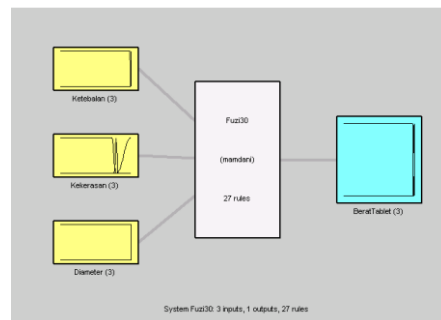 Ketebalan (3)
Kekerasan (3)
Diameter (3)
Fuzi30
(mamdani)
27 rules
BeratTablet (3)
System Fuzi30: 3 inputs, 1 outputs, 27 rules